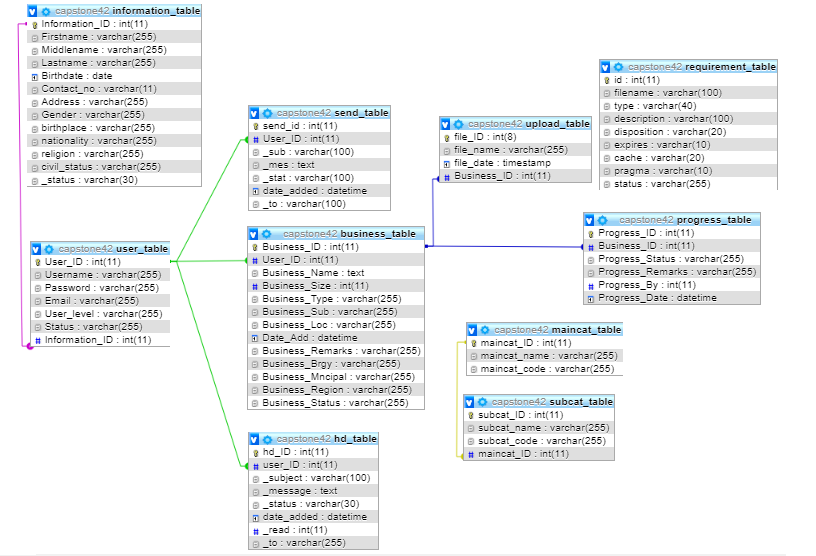 capstone42 information_table
Information_ID : int(11)
Firstname : varchar(255)
Middlename : varchar(255)
Lastname : varchar(255)
Birthdate : date
Contact_no : varchar(11)
Address : varchar(255)
Gender : varchar(255)
birthplace : varchar(255)
nationality : varchar(255)
religion : varchar(255)
civil_status : varchar(255)
_status : varchar(30)
capstone42 user_table
User_ID : int(11)
Username : varchar(255)
Password : varchar(255)
Email : varchar(255)
User_level : varchar(255)
Status : varchar(255)
Information_ID : int(11)
capstone42 send_table
send_id : int(11)
User_ID : int(11)
_sub : varchar(100)
_mes : text
_stat : varchar(100)
date_added : datetime
_to : varchar(100)
capstone42 business_table
Business_ID : int(11)
User_ID : int(11)
Business_Name : text
Business_Size : int(11)
Business_Type : varchar(255)
Business_Sub : varchar(255)
Business_Loc : varchar(255)
Date_Add : datetime
Business_Remarks : varchar(255)
Business_Brgy : varchar(255)
Business_Mncipal : varchar(255)
Business_Region : varchar(255)
Business_Status : varchar(255)
capstone42 hd_table
hd_ID : int(11)
user_ID : int(11)
_subject : varchar(100)
_message : text
_status : varchar(30)
date_added : datetime
_read : int(11)
_to : varchar(255)
capstone42 upload_table
file_ID : int(8)
file_name : varchar(255)
file_date : timestamp
Business_ID : int(11)
capstone42 requirement_table
id : int(11)
filename : varchar(100)
type : varchar(40)
description : varchar(100)
disposition : varchar(20)
expires : varchar(10)
cache : varchar(20)
pragma : varchar(10)
status : varchar(255)
capstone42 progress_table
Progress_ID : int(11)
Business_ID : int(11)
Progress_Status : varchar(255)
Progress_Remarks : varchar(255)
Progress_By : int(11)
Progress_Date : datetime
capstone42 maincat_table
maincat_ID : int(11)
maincat_name : varchar(255)
maincat_code : varchar(255)
capstone42 subcat_table
subcat_ID : int(11)
subcat_name : varchar(255)
subcat_code : varchar(255)
maincat_ID : int(11)